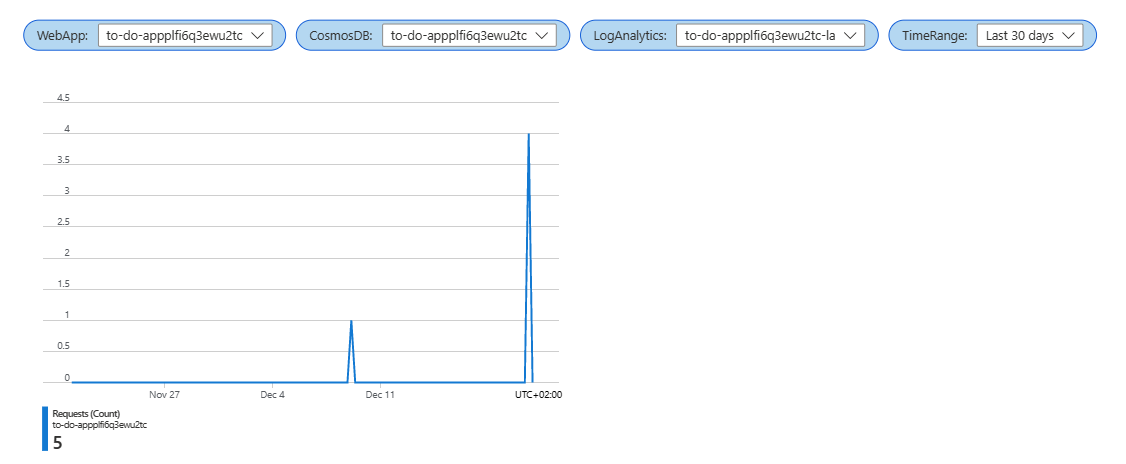 WebApp: to-do-appplfi6q3ewu2tc CosmosDB: to-do-appplfi6q3ewu2tc LogAnalytics: to-do-appplfi6q3ewu2tc-la TimeRange: Last 30 days
4.5
4
3.5
3
2.5
2
1.5
1
0.5
0
Nov 27 Dec 4 Dec 11 UTC+02:00
Requests (Count)
to-do-appplfi6q3ewu2tc
5